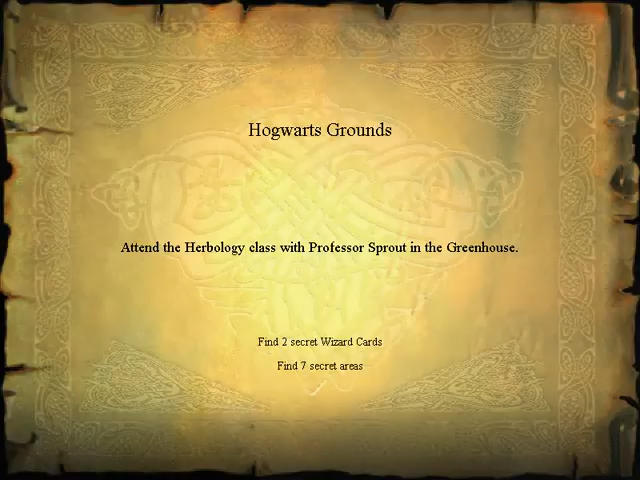 Hogwarts Grounds
Attend the Herbology class with Professor Sprout in the Greenhouse.
Find 2 secret Wizard Cards
Find 7 secret areas